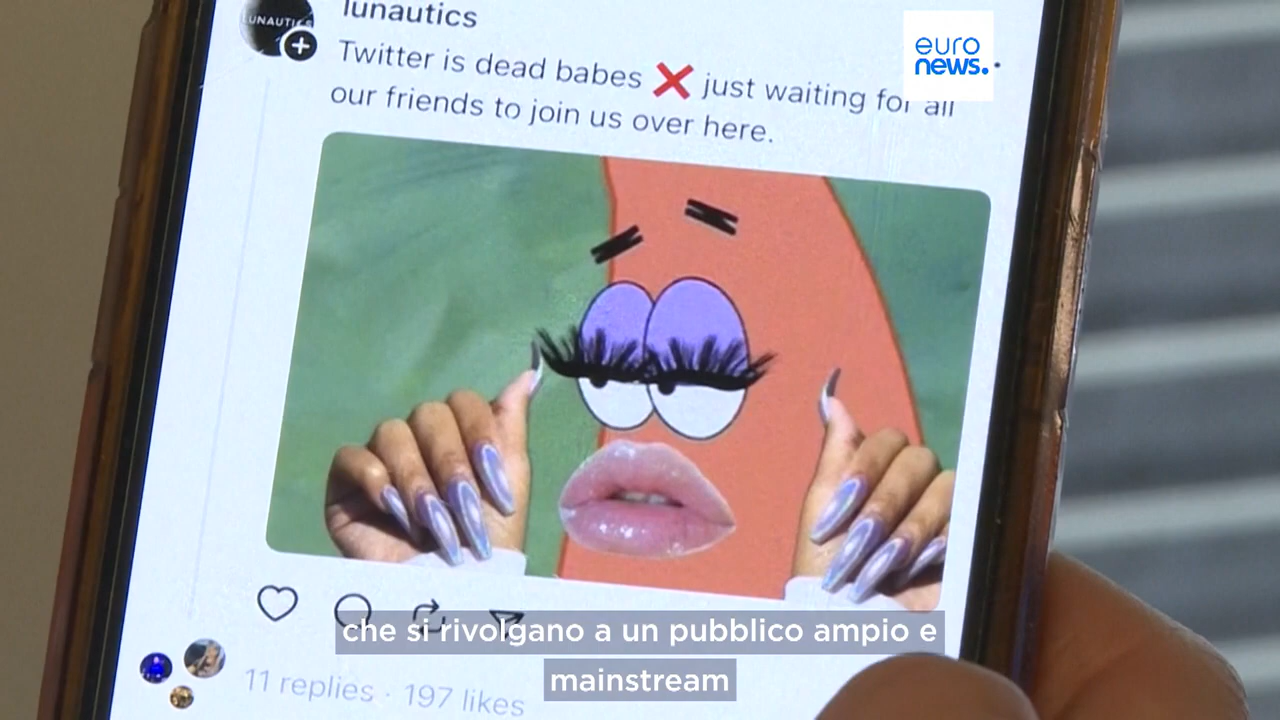 LUNAUTICS
lunautics
Twitter is dead babes ❌ just waiting for all
our friends to join us over here.
euro
news.
che si rivolgano a un pubblico ampio e
mainstream
11 replies · 197 likes